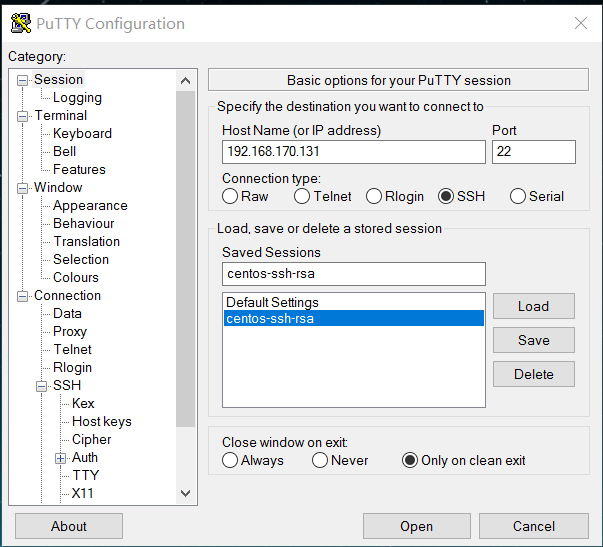 PuTTY Configuration
Category:
Session
Logging
Terminal
Keyboard
Bell
Features
Window
Appearance
Behaviour
Translation
Selection
Colours
Connection
Data
Proxy
Telnet
Rlogin
SSH
Kex
Host keys
Cipher
Auth
TTY
X11
Basic options for your PuTTY session
Specify the destination you want to connect to
Host Name (or IP address) Port
192.168.170.131 22
Connection type:
Raw Telnet Rlogin SSH Serial
Load, save or delete a stored session
Saved Sessions
centos-ssh-rsa
Default Settings
centos-ssh-rsa
Load
Save
Delete
Close window on exit:
Always Never Only on clean exit
About Open Cancel